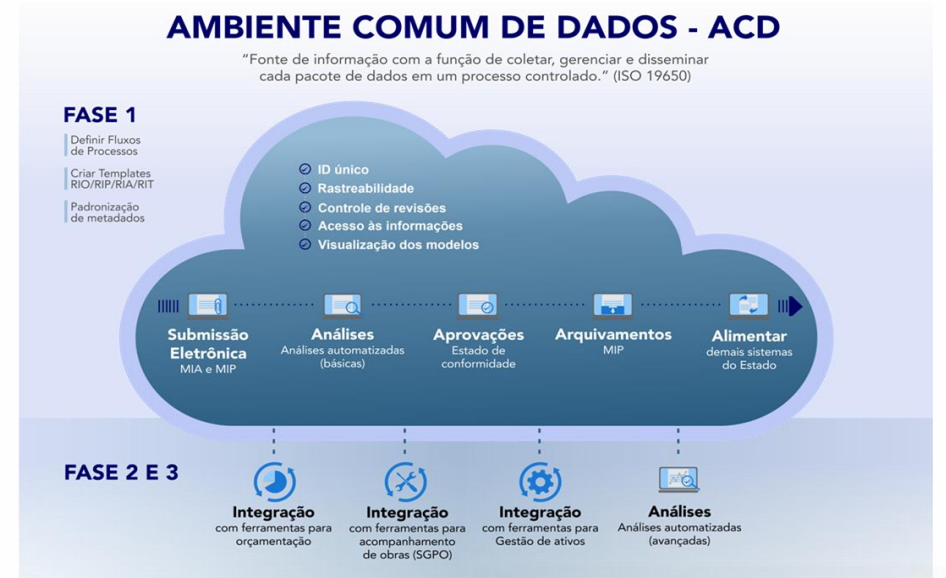 AMBIENTE COMUM DE DADOS - ACD
“Fonte de informação com a função de coletar, gerenciar e disseminar
cada pacote de dados em um processo controlado.” (ISO 19650)
FASE 1
Definir Fluxos
de Processos
Criar Templates
RIO/RIP/RIA/RIT
Padronização
de metadados
ID único
Rastreabilidade
Controle de revisões
Acesso às informações
Visualização dos modelos
Submissão
Eletrônica
MIA e MIP
Análises
Análises automatizadas
(básicas)
Aprovações
Estado de
conformidade
Arquivamentos
MIP
Alimentar
demais sistemas
do Estado
FASE 2 E 3
Integração
com ferramentas para
orçamentação
Integração
com ferramentas para
acompanhamento
de obras (SGPO)
Integração
com ferramentas para
Gestão de ativos
Análises
Análises automatizadas
(avançadas)